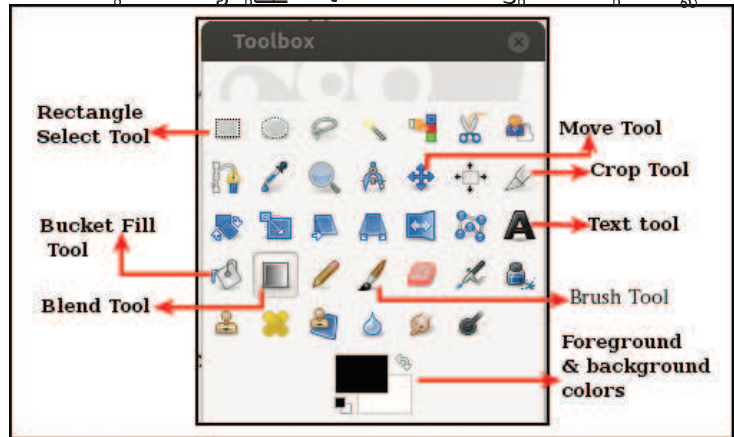 Toolbox
Rectangle
Select Tool
Move Tool
Crop Tool
Bucket Fill
Tool
Text tool
Blend Tool
Brush Tool
Foreground
& background
colors